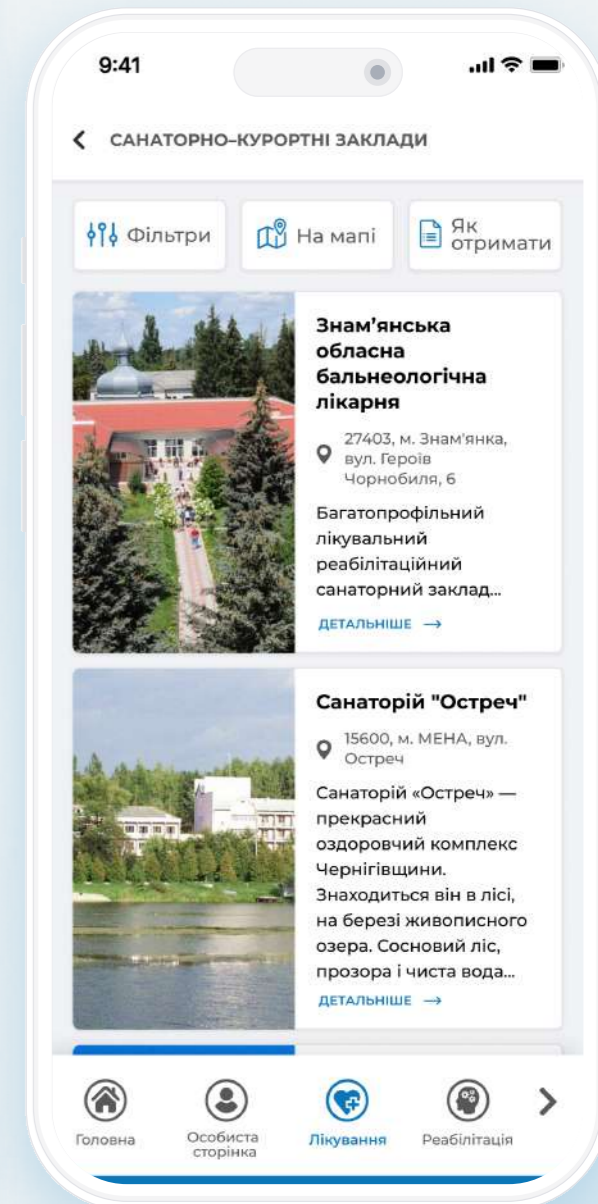 9:41
САНАТОРНО-КУРОРТНІ ЗАКЛАДИ
Фільтри
На мапі
Як
отримати
Знам’янська
обласна
бальнеологічна
лікарня
27403, м. Знам'янка,
вул. Героїв
Чорнобиля, 6
Багатопрофільний
лікувальний
реабілітаційний
санаторний заклад...
ДЕТАЛЬНІШЕ →
Санаторій "Остреч"
15600, м. МЕНА, вул.
Остреч
Санаторій «Остреч» —
прекрасний
оздоровчий комплекс
Чернігівщини.
Знаходиться він в лісі,
на березі живописного
озера. Сосновий ліс,
прозора і чиста вода...
ДЕТАЛЬНІШЕ →
Головна
Особиста
сторінка
Лікування
Реабілітація